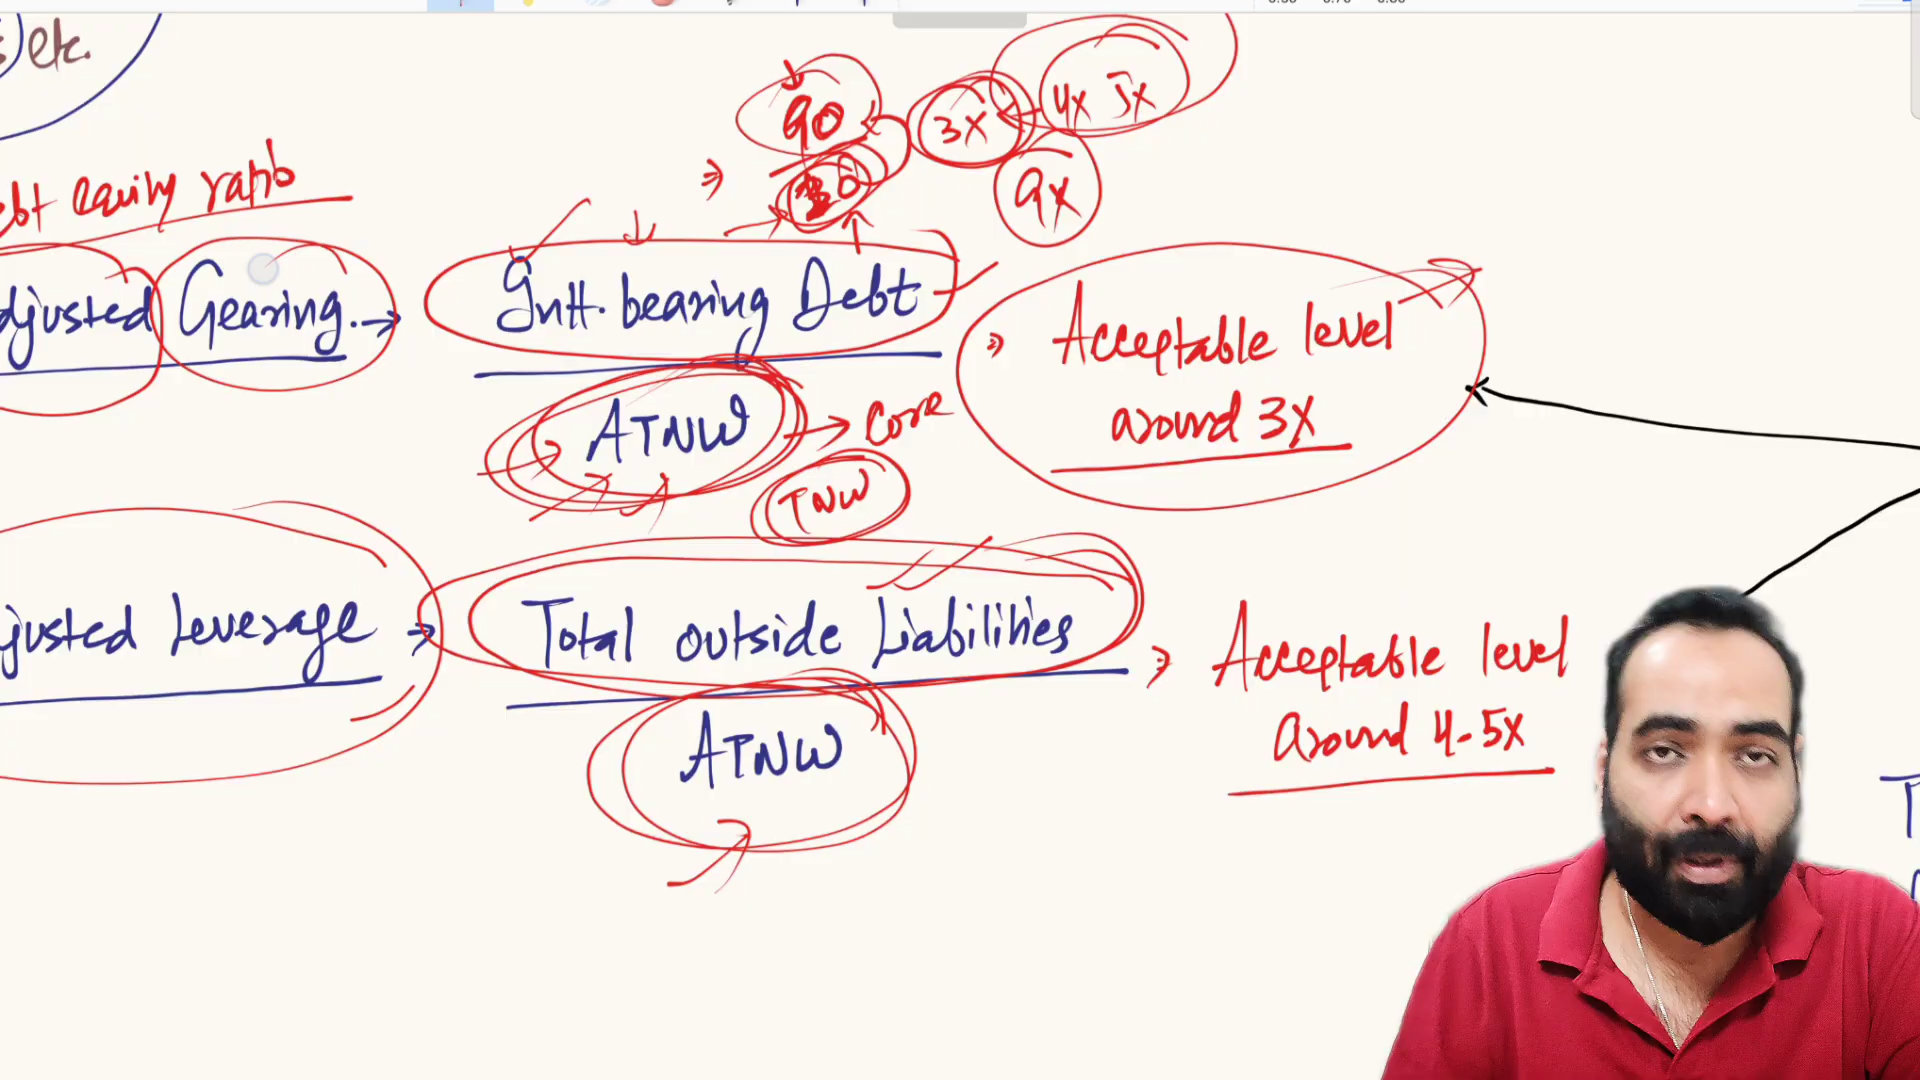 etc.
90
3X
4X 5X
9X
debt equity ratio
Adjusted Gearing.→
Intt. bearing Debt
ATNW
→ Core
TNW
Acceptable level
around 3X
Adjusted Leverage
Total outside Liabilities
ATNW
Acceptable level
Around 4-5X